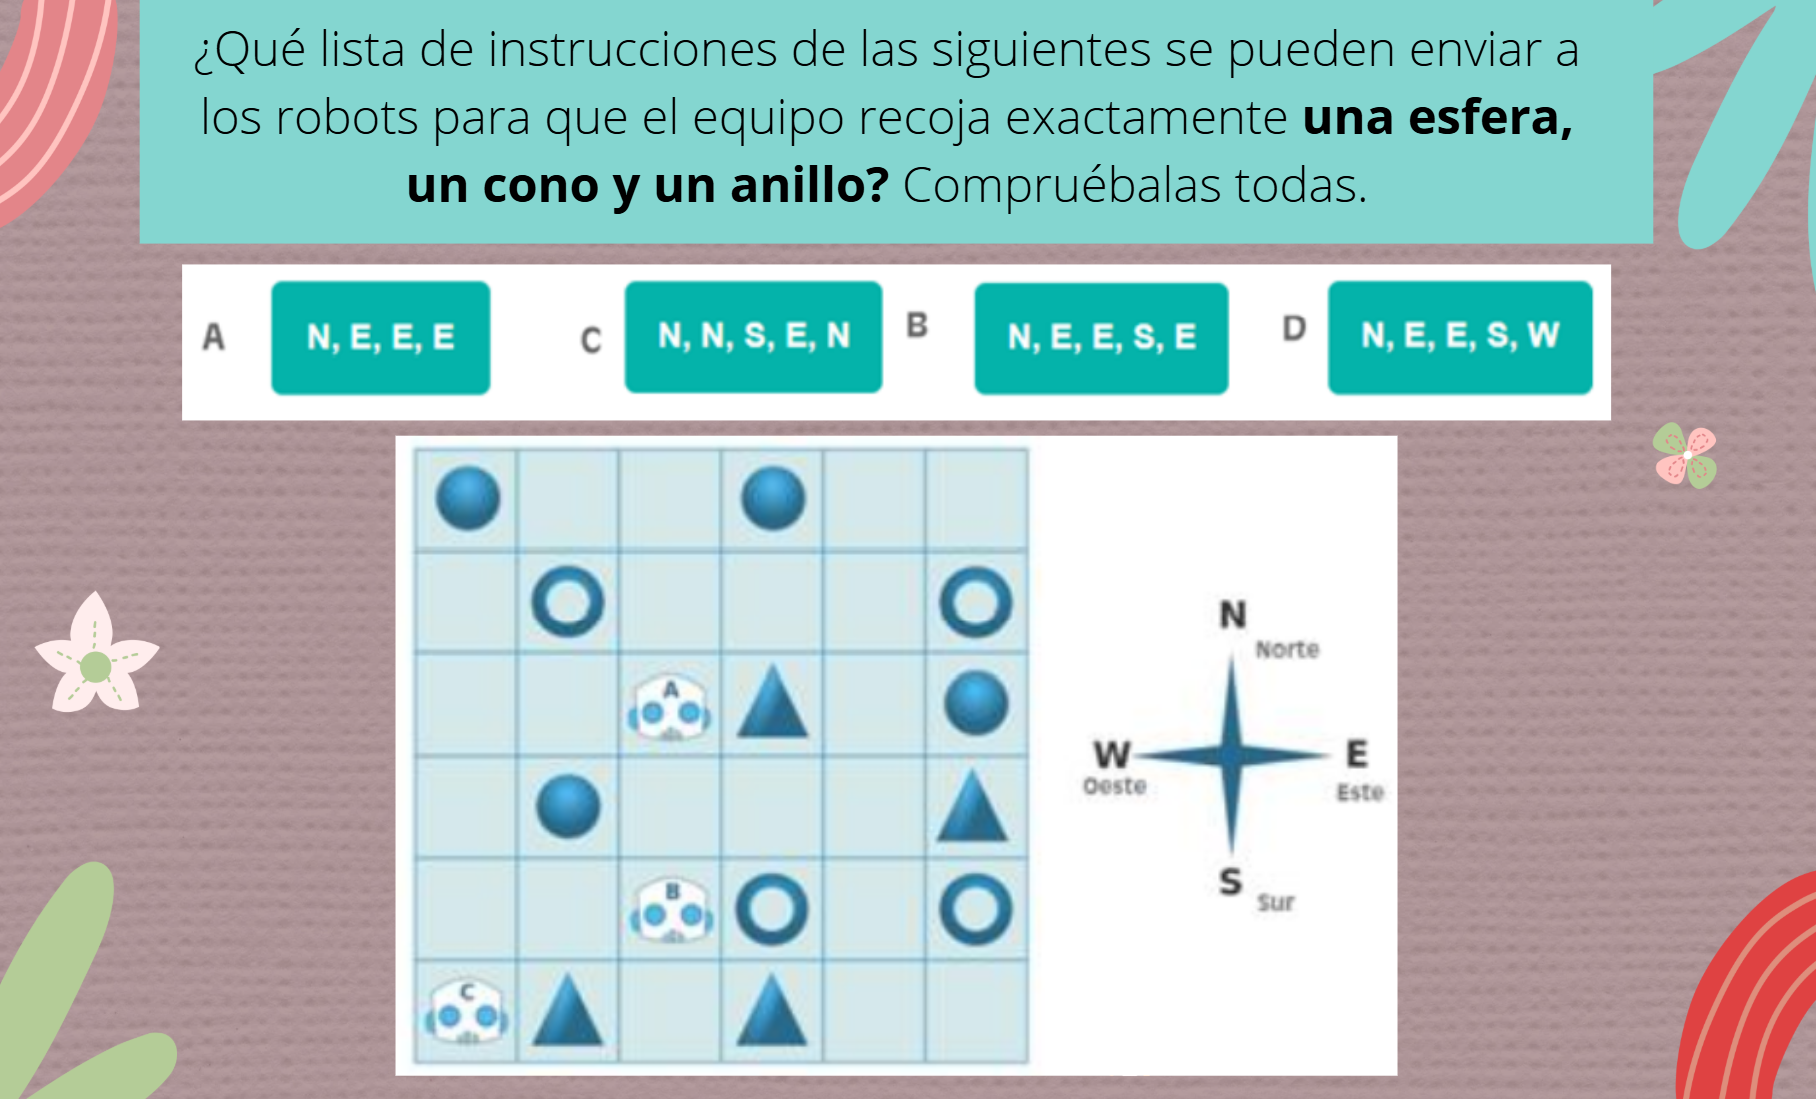 ¿Qué lista de instrucciones de las siguientes se pueden enviar a
los robots para que el equipo recoja exactamente una esfera,
un cono y un anillo? Compruébalas todas.
A N, E, E, E C N, N, S, E, N B N, E, E, S, E D N, E, E, S, W
A
B
C
N
Norte
W E
Oeste Este
S
Sur